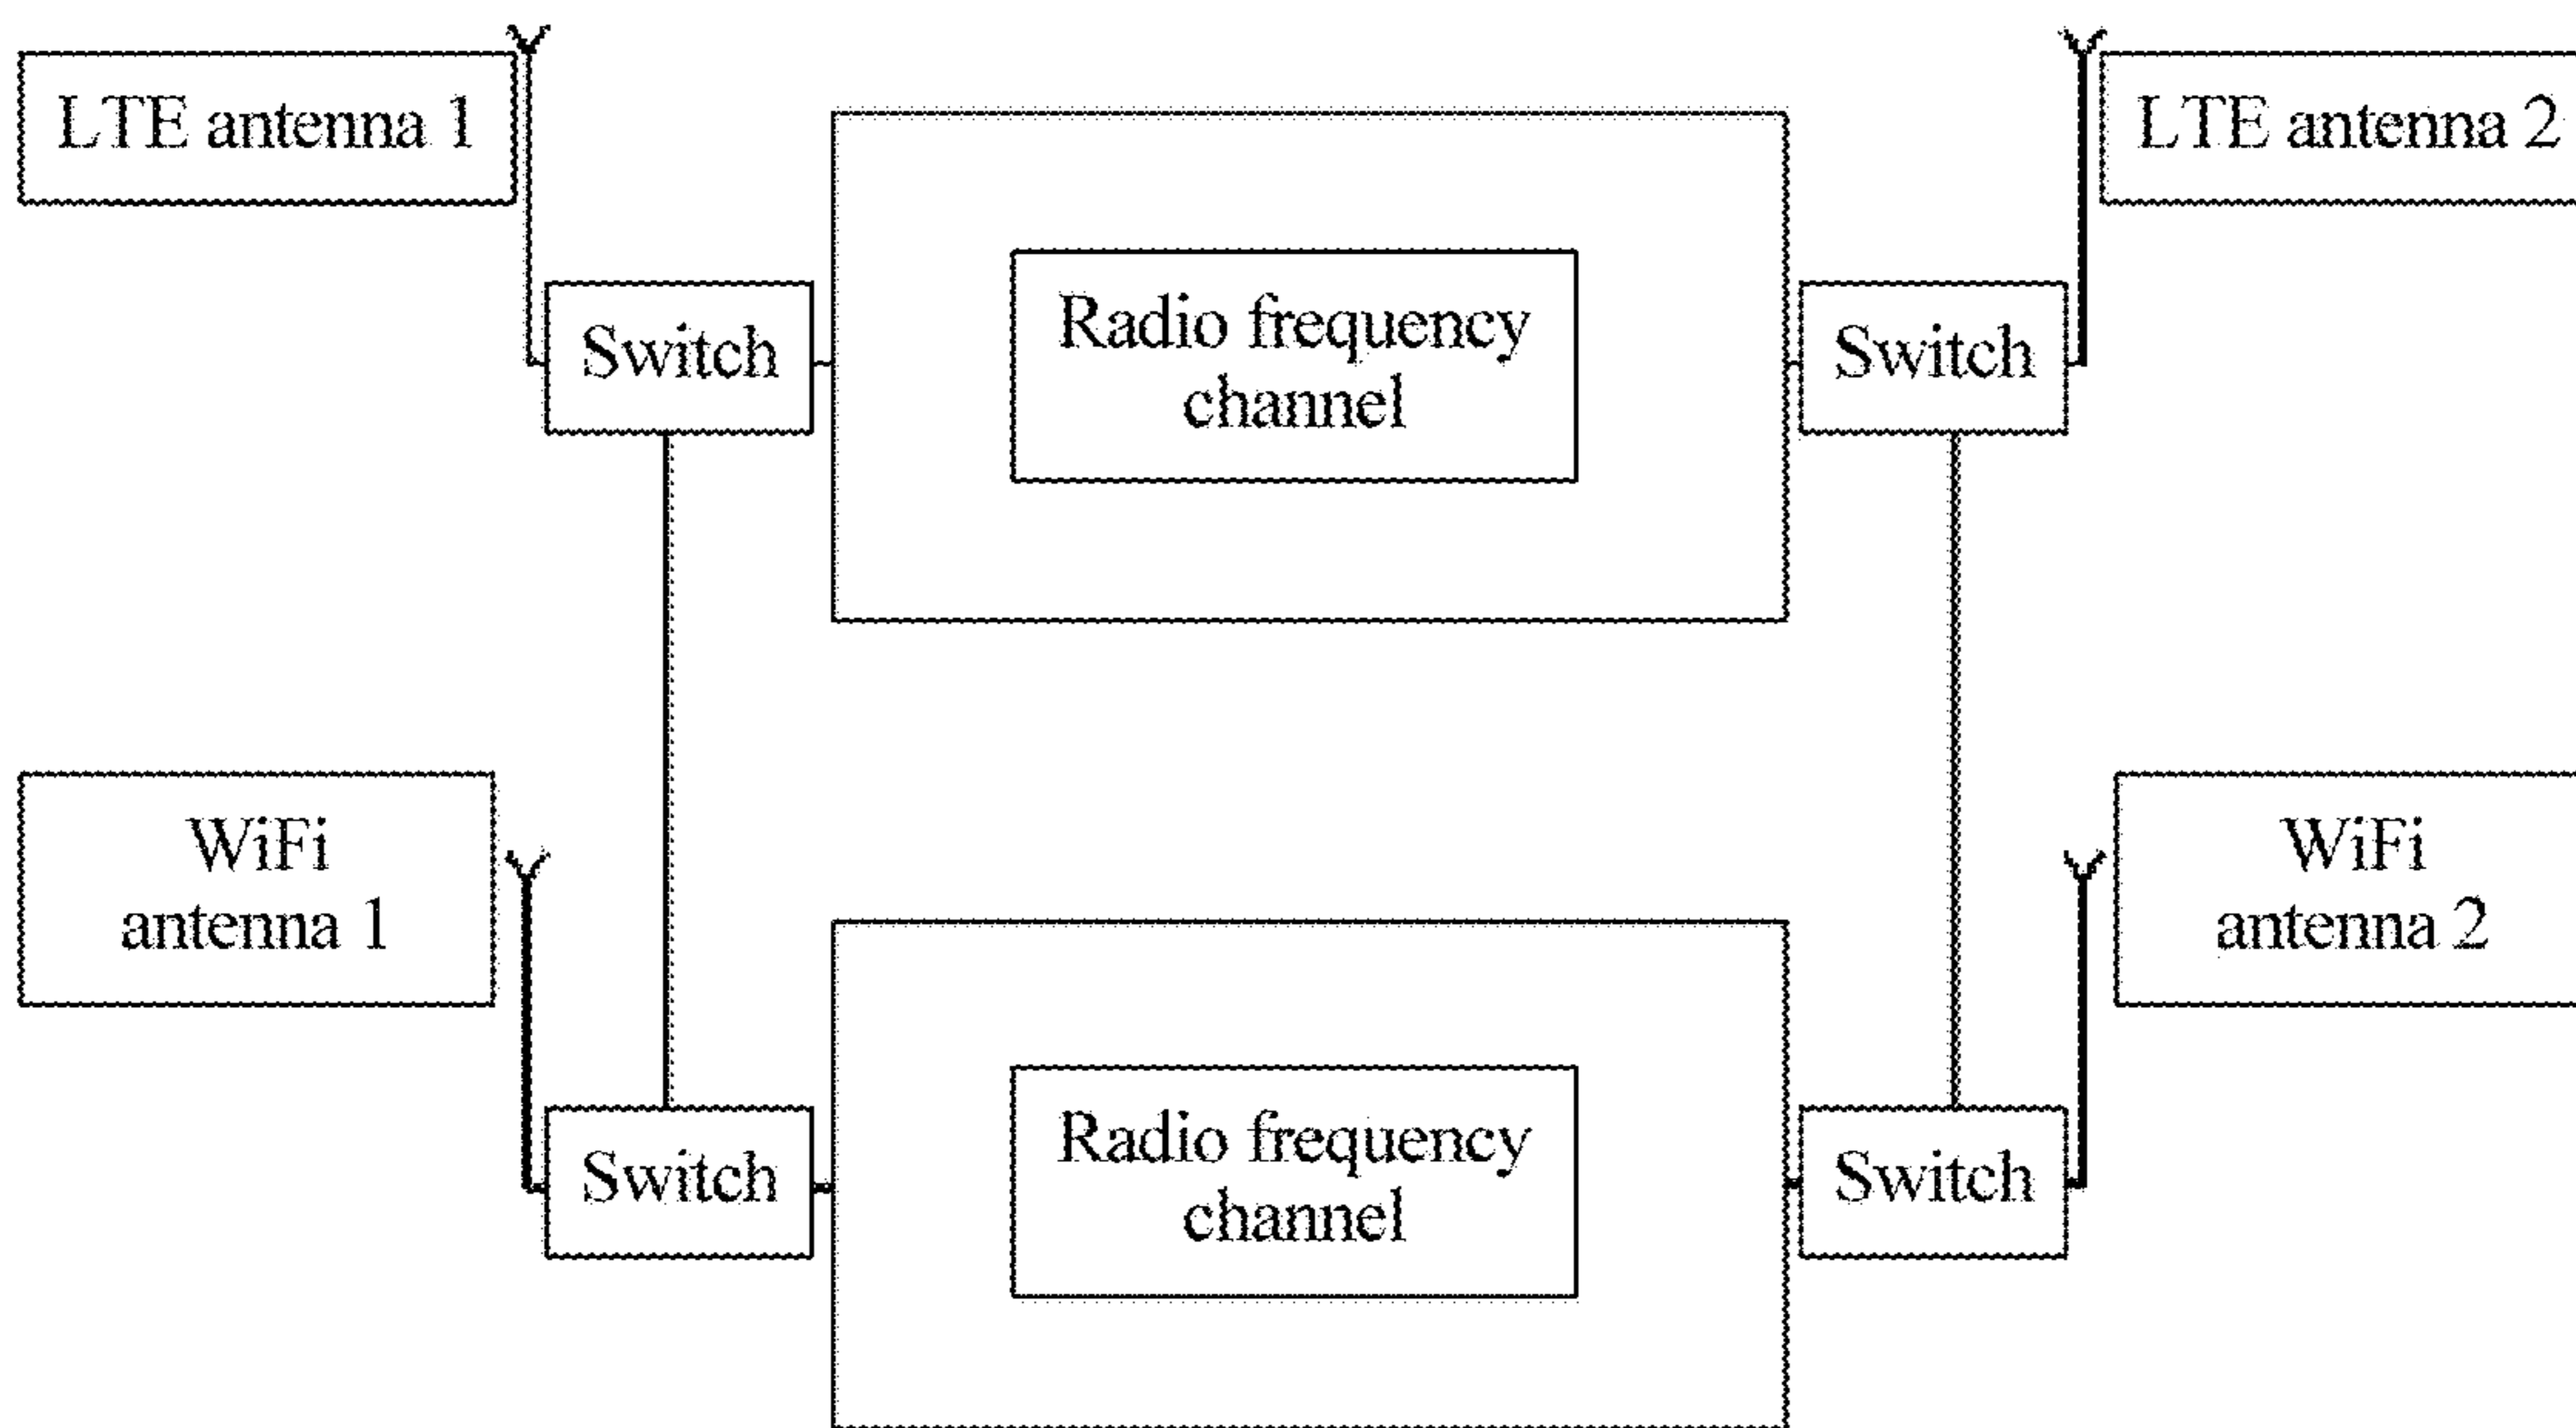 LTE antenna 1
LTE antenna 2
Switch
Radio frequency
channel
Switch
WiFi
antenna 1
WiFi
antenna 2
Switch
Radio frequency
channel
Switch